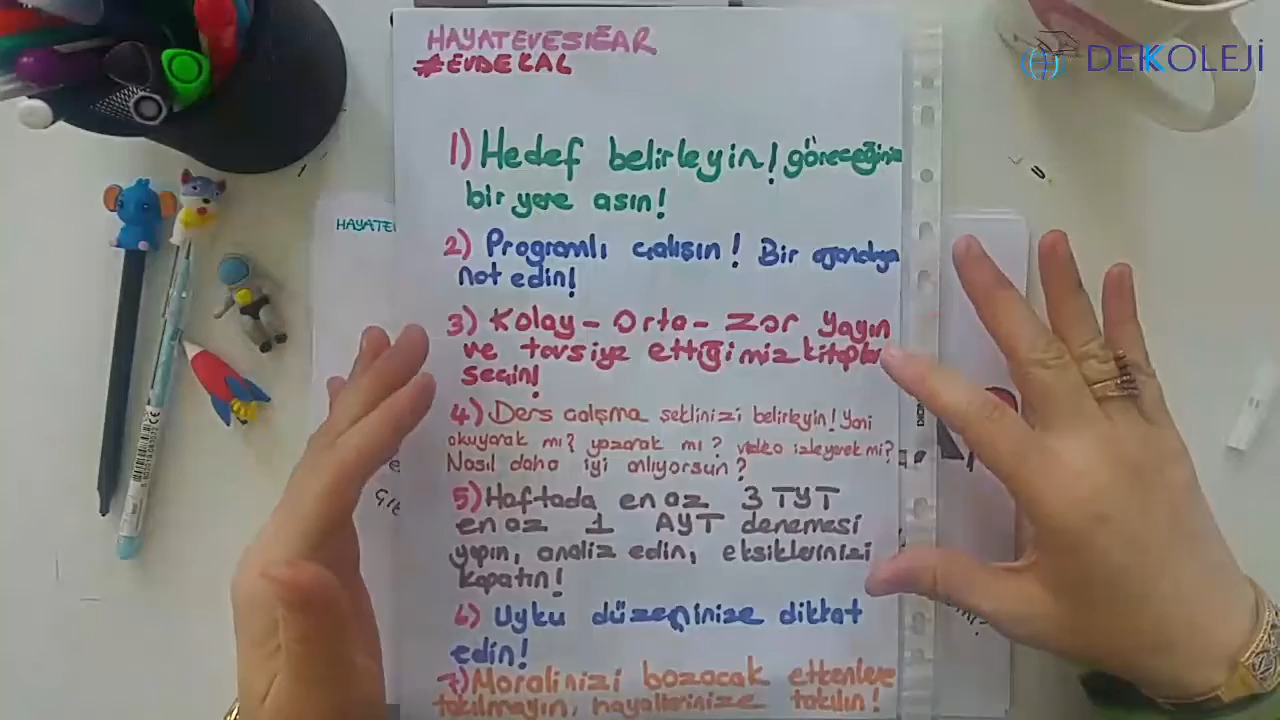 HAYATEVESIĞAR
#EVDEKAL
DEKKOLEJİ
1) Hedef belirleyin! göreceğiniz
bir yere asın!
HAYATE
2) Programlı çalışın! Bir ajandaya
not edin!
3) Kolay - Orta - Zor Yayın
ve tavsiye ettiğimiz kitapları
seçin!
4) Ders çalışma şeklinizi belirleyin! Yani
okuyarak mı? yazarak mı? video izleyerek mi?
Nasıl daha iyi anlıyorsun?
5) Haftada en az 3 TYT
en az 1 AYT denemesi
yapın, analiz edin, eksiklerinizi
kapatın!
6) Uyku düzeninize dikkat
edin!
7) Moralinizi bozacak etkenlere
takılmayın, hayallerinize takılın!